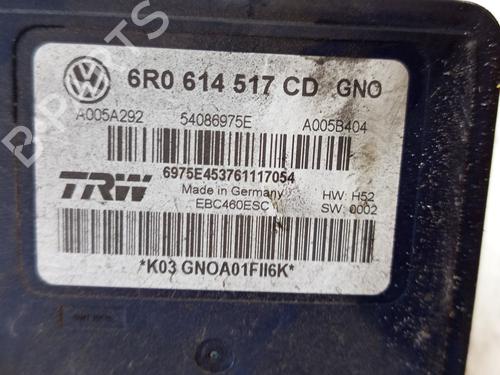 B-PARTS
6R0 614 517 CD GNO
A005A292 54086975E A005B404
6975E453761117054
TRW
Made in Germany
EBC460ESC
HW: H52
SW: 0002
*K03 GNOA01FII6K*